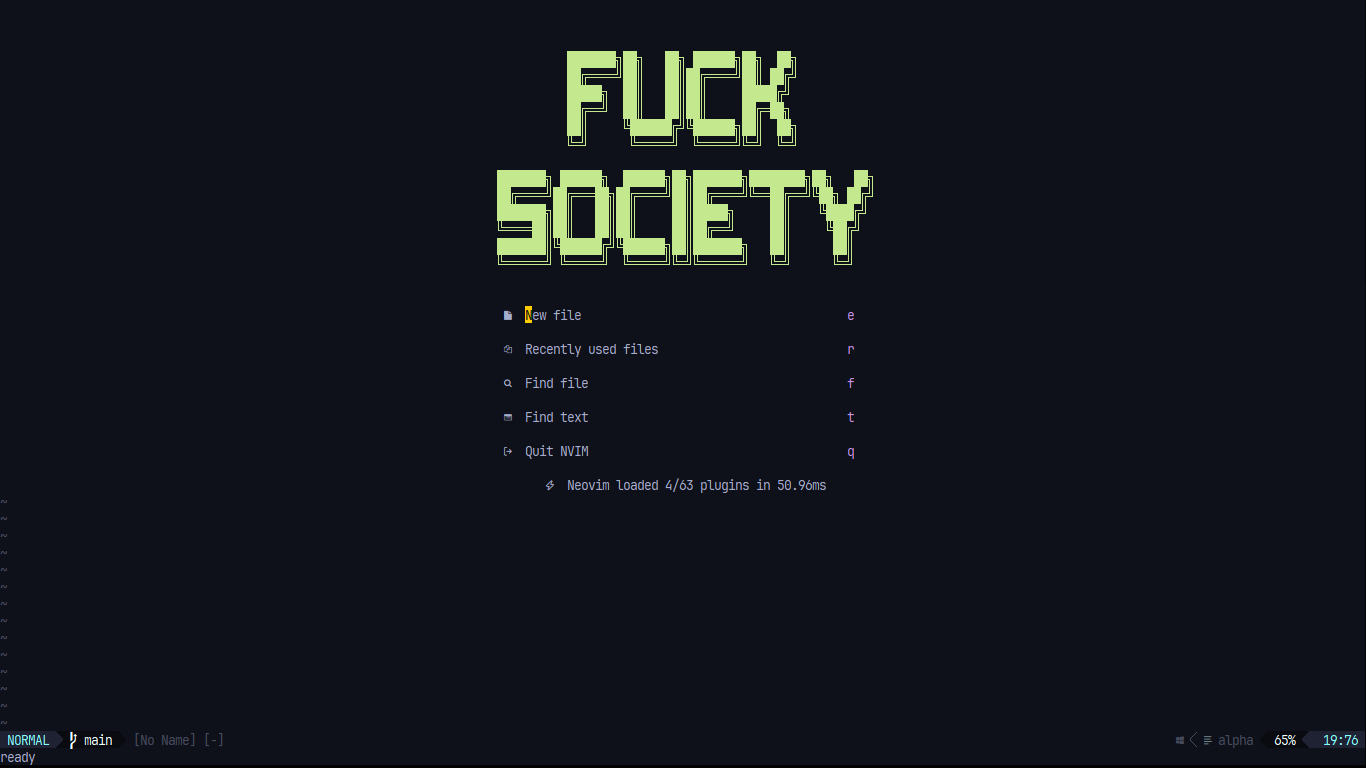 FUCK
SOCIETY
New file e
Recently used files r
Find file f
Find text t
Quit NVIM q
Neovim loaded 4/63 plugins in 50.96ms
~
~
~
~
~
~
~
~
~
~
~
~
~
~
NORMAL main [No Name] [-] alpha 65% 19:76
ready